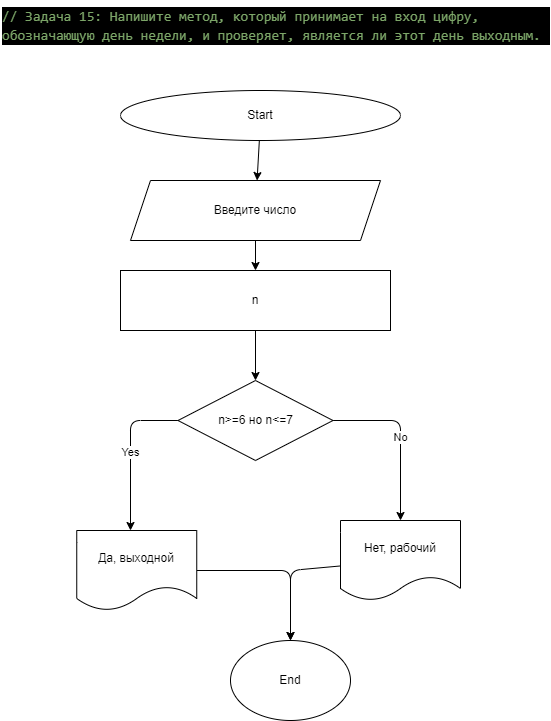 // Задача 15: Напишите метод, который принимает на вход цифру,
обозначающую день недели, и проверяет, является ли этот день выходным.
Start
Введите число
n
n>=6 но n<=7
Yes
No
Да, выходной
Нет, рабочий
End